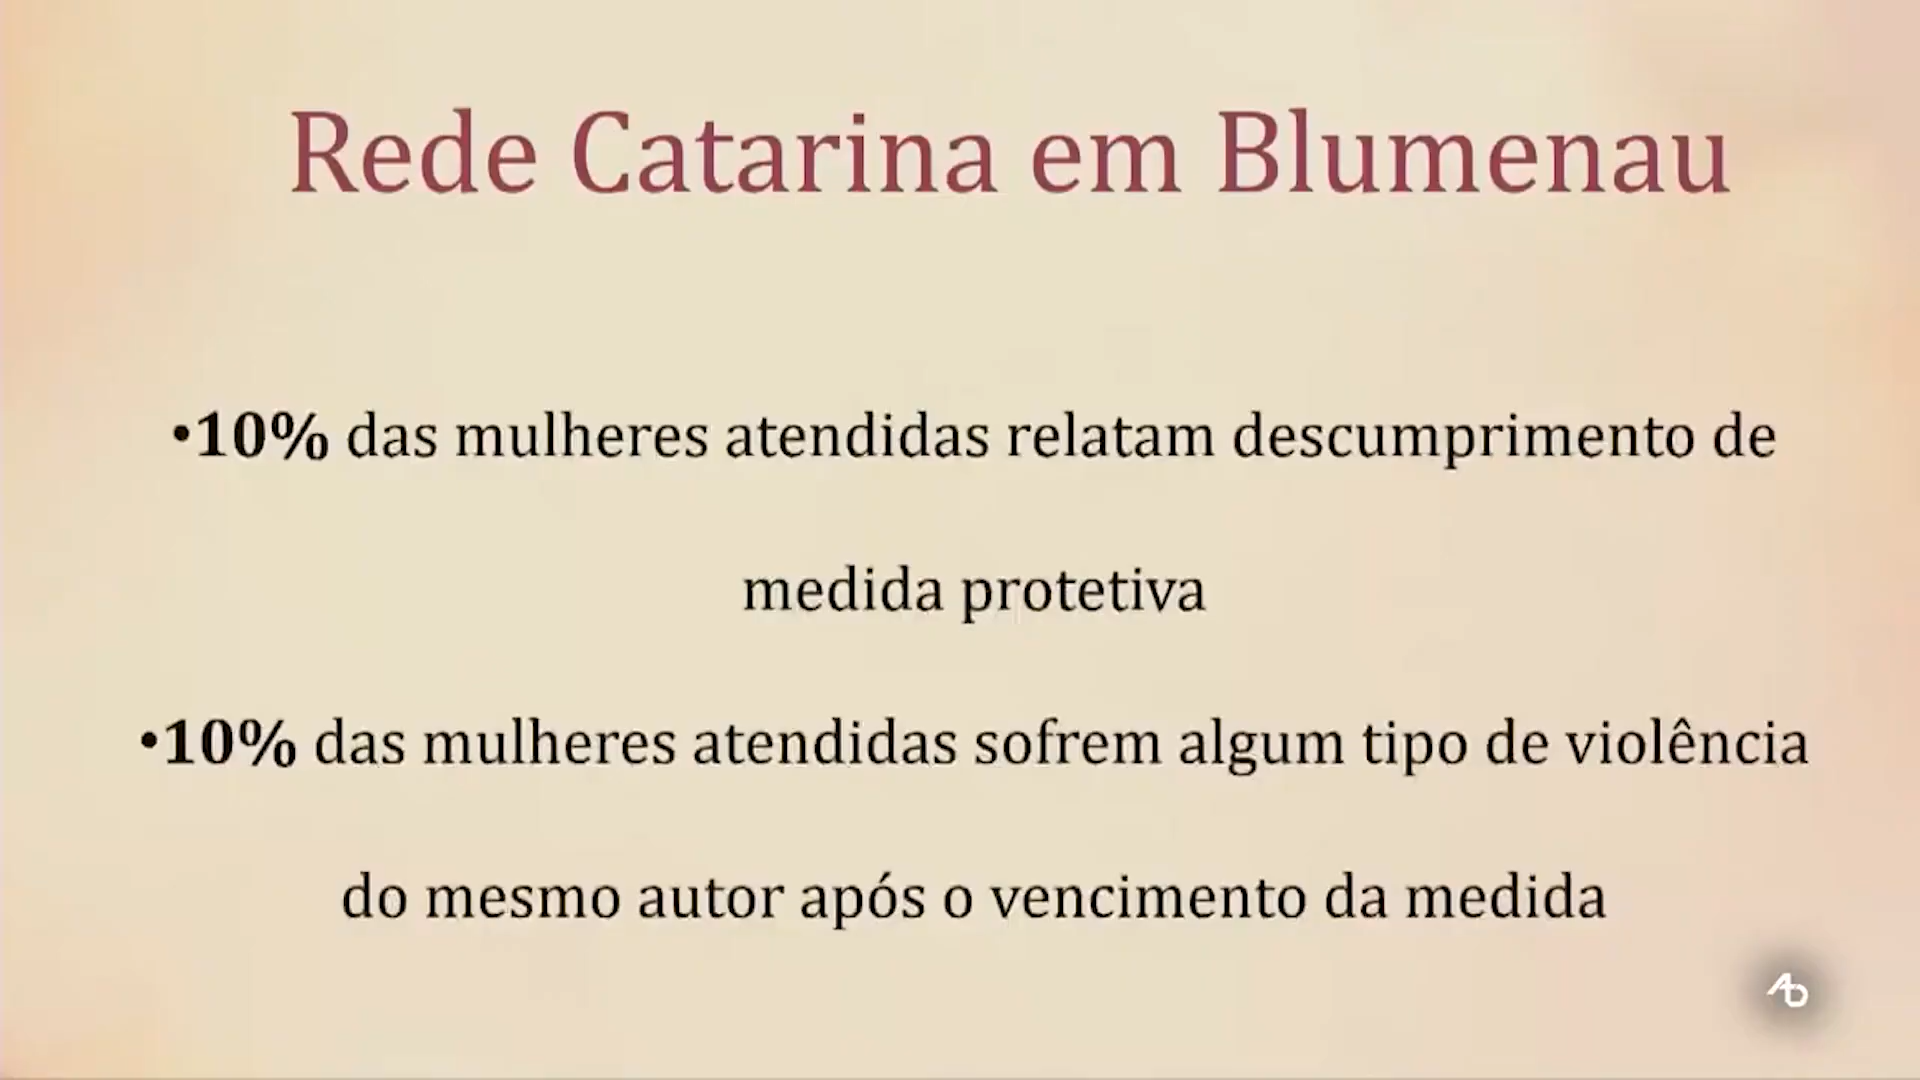 Rede Catarina em Blumenau
•10% das mulheres atendidas relatam descumprimento de
medida protetiva
•10% das mulheres atendidas sofrem algum tipo de violência
do mesmo autor após o vencimento da medida